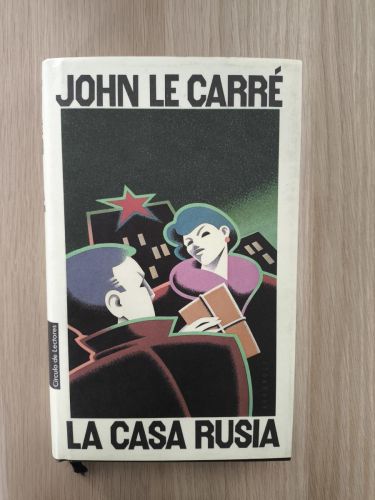 JOHN LE CARRÉ
Círculo de Lectores
LA CASA RUSIA